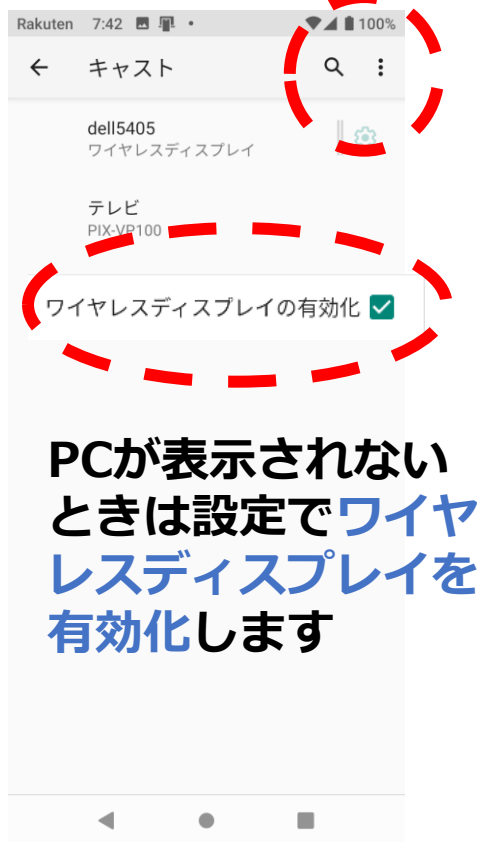 Rakuten 7:42 100%
キャスト
dell5405
ワイヤレスディスプレイ
テレビ
PIX-VP100
ワイヤレスディスプレイの有効化
PCが表示されない
ときは設定でワイヤ
レスディスプレイを
有効化します